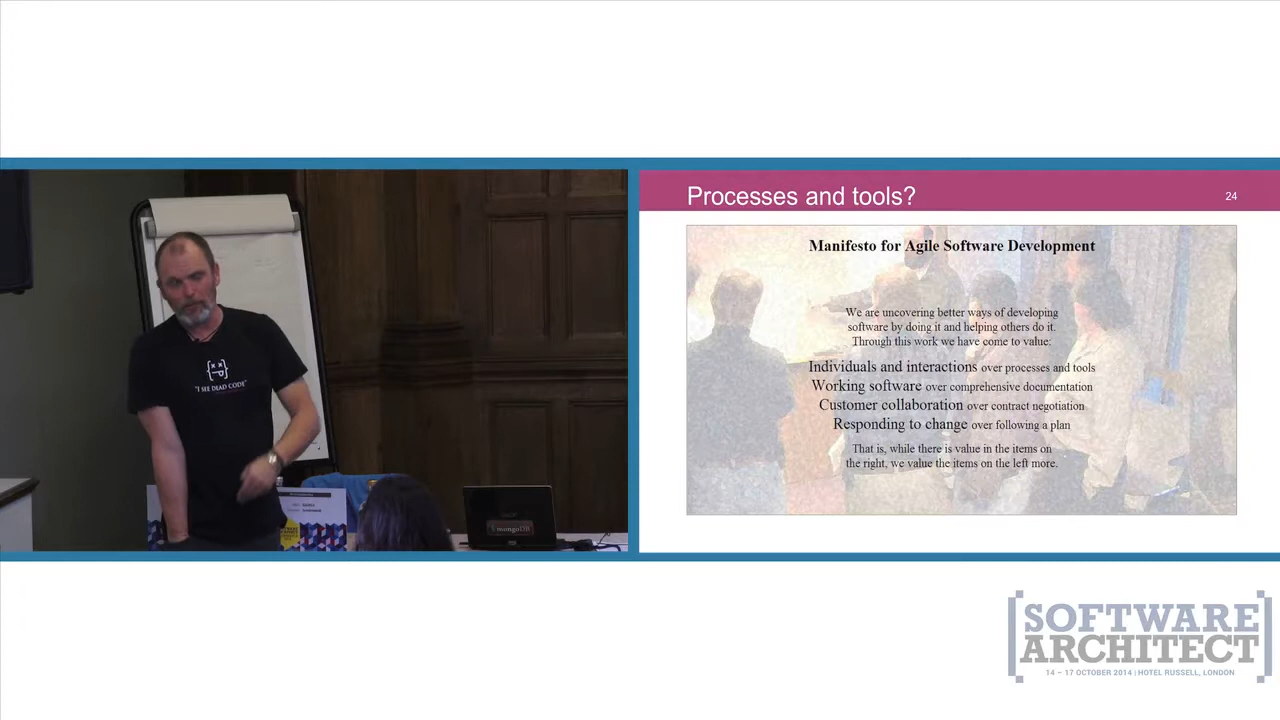 "I SEE DEAD CODE"
mongoDB
Processes and tools?
24
Manifesto for Agile Software Development
We are uncovering better ways of developing
software by doing it and helping others do it.
Through this work we have come to value:
Individuals and interactions over processes and tools
Working software over comprehensive documentation
Customer collaboration over contract negotiation
Responding to change over following a plan
That is, while there is value in the items on
the right, we value the items on the left more.
[SOFTWARE
ARCHITECT]
14 – 17 OCTOBER 2014 | HOTEL RUSSELL, LONDON